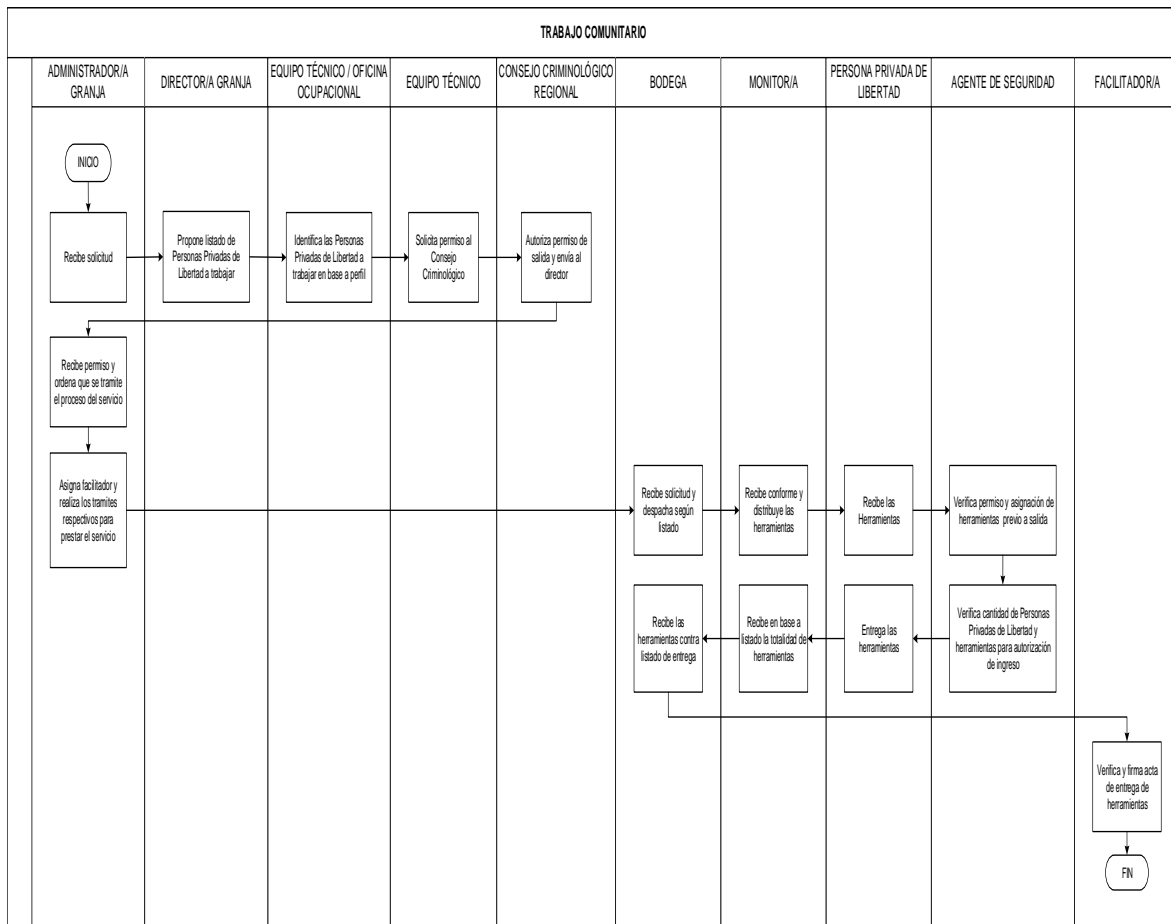 TRABAJO COMUNITARIO
ADMINISTRADOR/A
GRANJA
DIRECTOR/A GRANJA
EQUIPO TÉCNICO / OFICINA
OCUPACIONAL
EQUIPO TÉCNICO
CONSEJO CRIMINOLÓGICO
REGIONAL
BODEGA
MONITOR/A
PERSONA PRIVADA DE
LIBERTAD
AGENTE DE SEGURIDAD
FACILITADOR/A
INICIO
Recibe solicitud
Propone listado de
Personas Privadas de
Libertad a trabajar
Identifica las Personas
Privadas de Libertad a
trabajar en base a perfil
Solicita permiso al
Consejo
Criminológico
Autoriza permiso de
salida y envía al
director
Recibe permiso y
ordena que se tramite
el proceso del servicio
Asigna facilitador y
realiza los tramites
respectivos para
prestar el servicio
Recibe solicitud y
despacha según
listado
Recibe conforme y
distribuye las
herramientas
Recibe las
Herramientas
Verifica permiso y asignación de
herramientas previo a salida
Recibe las
herramientas contra
listado de entrega
Recibe en base a
listado la totalidad de
herramientas
Entrega las
herramientas
Verifica cantidad de Personas
Privadas de Libertad y
herramientas para autorización
de ingreso
Verifica y firma acta
de entrega de
herramientas
FIN